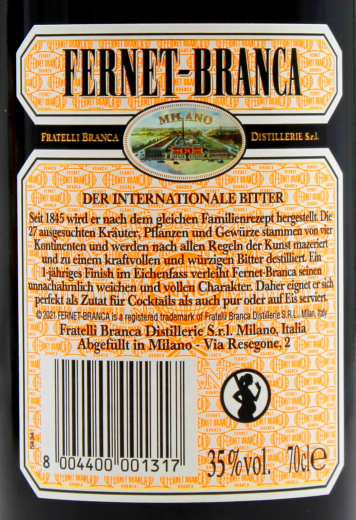 FERNET-BRANCA
MILANO
FRATELLI BRANCA DISTILLERIE S.r.l.
DER INTERNATIONALE BITTER
Seit 1845 wird er nach dem gleichen Familienrezept hergestellt. Die
27 ausgesuchten Kräuter, Pflanzen und Gewürze stammen von vier
Kontinenten und werden nach allen Regeln der Kunst mazeriert
und zu einem kraftvollen und würzigen Bitter destilliert. Ein
1-jähriges Finish im Eichenfass verleiht Fernet-Branca seinen
unnachahmlich weichen und vollen Charakter. Daher eignet er sich
perfekt als Zutat für Cocktails als auch pur oder auf Eis serviert.
© 2021 FERNET-BRANCA is a registered trademark of Fratelli Branca Distillerie S.R.L., Milan, Italy
Fratelli Branca Distillerie S.r.l. Milano, Italia
Abgefüllt in Milano - Via Resegone, 2
8 004400 001317
35% vol. 70cl e